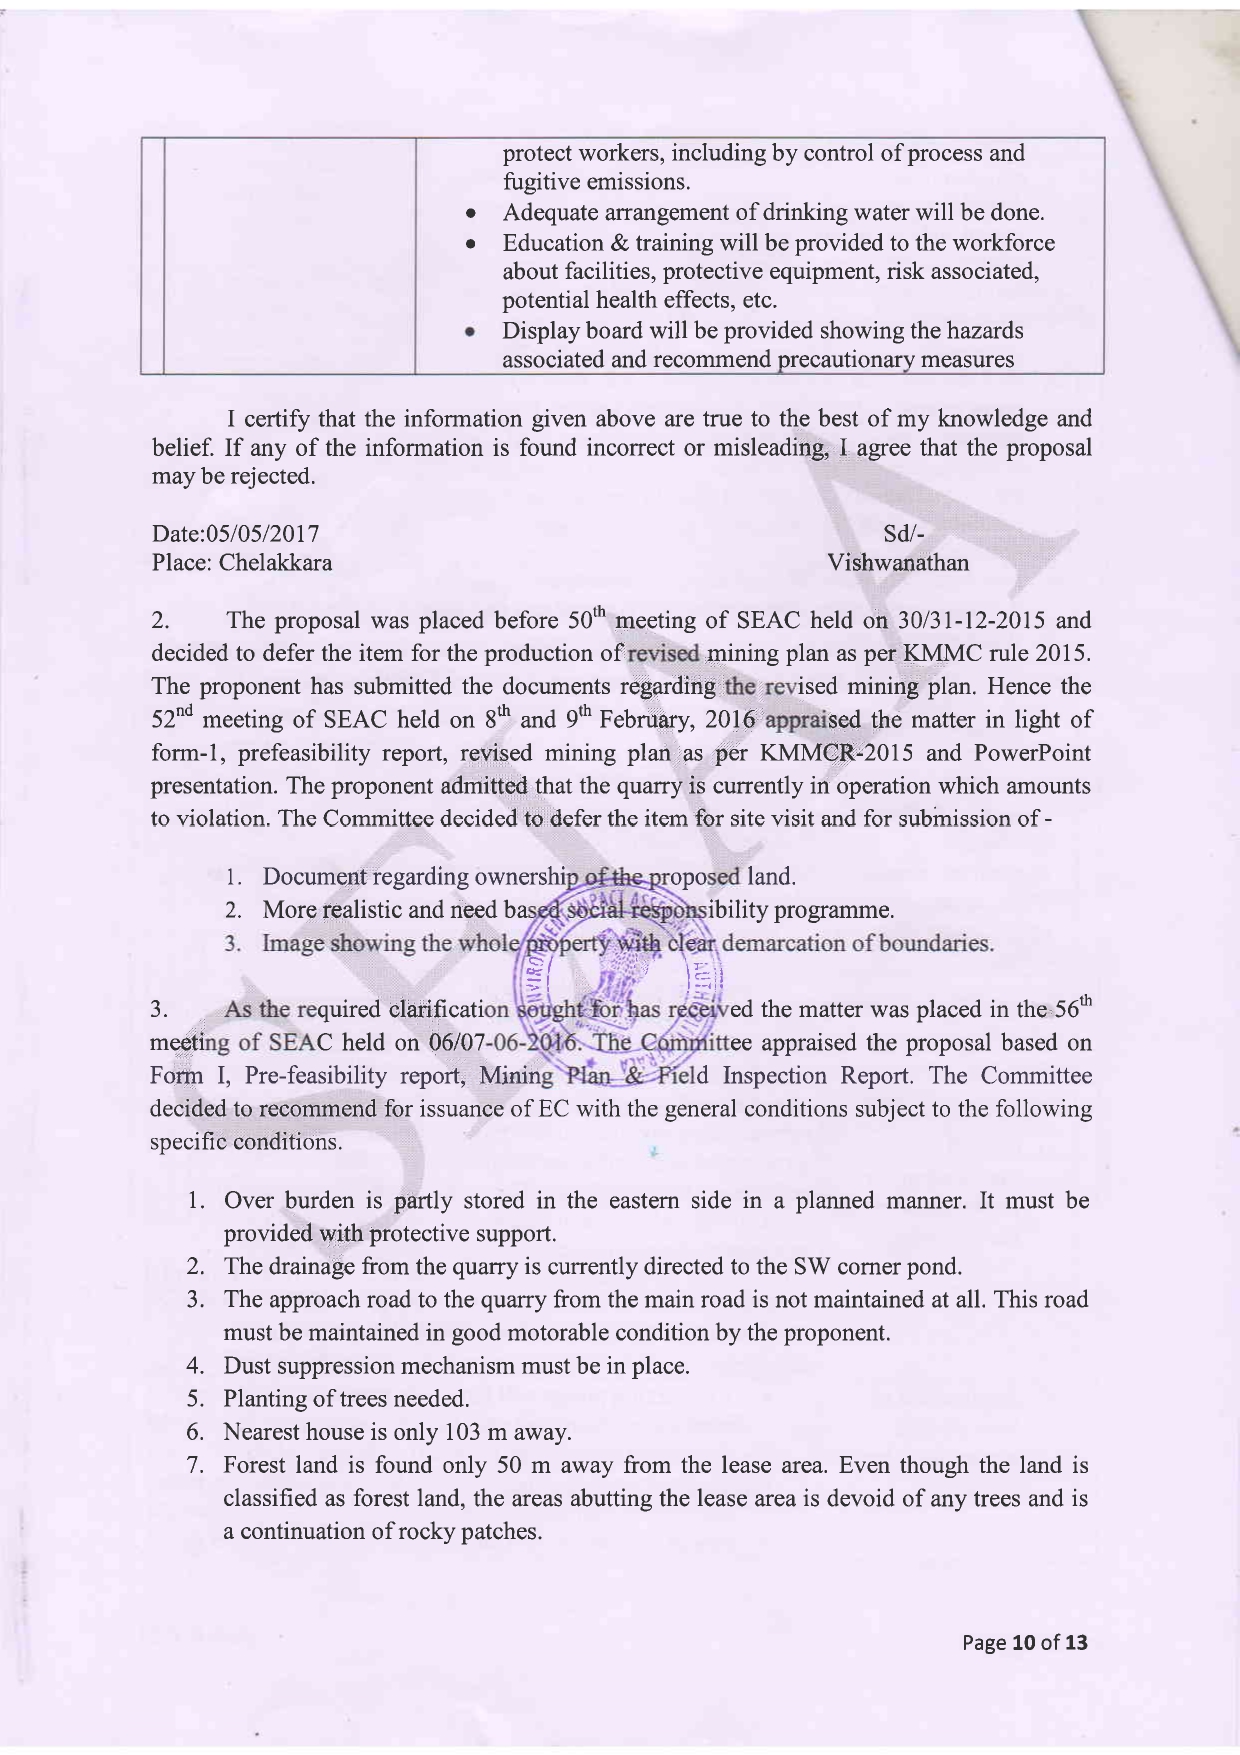 protect workers, including by control of process and
fugitive emissions.
• Adequate arrangement of drinking water will be done.
• Education & training will be provided to the workforce
about facilities, protective equipment, risk associated,
potential health effects, etc.
• Display board will be provided showing the hazards
associated and recommend precautionary measures
I certify that the information given above are true to the best of my knowledge and
belief. If any of the information is found incorrect or misleading, I agree that the proposal
may be rejected.
Date:05/05/2017 Sd/-
Place: Chelakkara Vishwanathan
2. The proposal was placed before 50th meeting of SEAC held on 30/31-12-2015 and
decided to defer the item for the production of revised mining plan as per KMMC rule 2015.
The proponent has submitted the documents regarding the revised mining plan. Hence the
52nd meeting of SEAC held on 8th and 9th February, 2016 appraised the matter in light of
form-1, prefeasibility report, revised mining plan as per KMMCR-2015 and PowerPoint
presentation. The proponent admitted that the quarry is currently in operation which amounts
to violation. The Committee decided to defer the item for site visit and for submission of -
1. Document regarding ownership of the proposed land.
2. More realistic and need based social responsibility programme.
3. Image showing the whole property with clear demarcation of boundaries.
3. As the required clarification sought for has received the matter was placed in the 56th
meeting of SEAC held on 06/07-06-2016. The Committee appraised the proposal based on
Form I, Pre-feasibility report, Mining Plan & Field Inspection Report. The Committee
decided to recommend for issuance of EC with the general conditions subject to the following
specific conditions.
1. Over burden is partly stored in the eastern side in a planned manner. It must be
provided with protective support.
2. The drainage from the quarry is currently directed to the SW corner pond.
3. The approach road to the quarry from the main road is not maintained at all. This road
must be maintained in good motorable condition by the proponent.
4. Dust suppression mechanism must be in place.
5. Planting of trees needed.
6. Nearest house is only 103 m away.
7. Forest land is found only 50 m away from the lease area. Even though the land is
classified as forest land, the areas abutting the lease area is devoid of any trees and is
a continuation of rocky patches.
Page 10 of 13
SEIAA
ENVIRONMENT IMPACT ASSESSMENT AUTHORITY KERALA